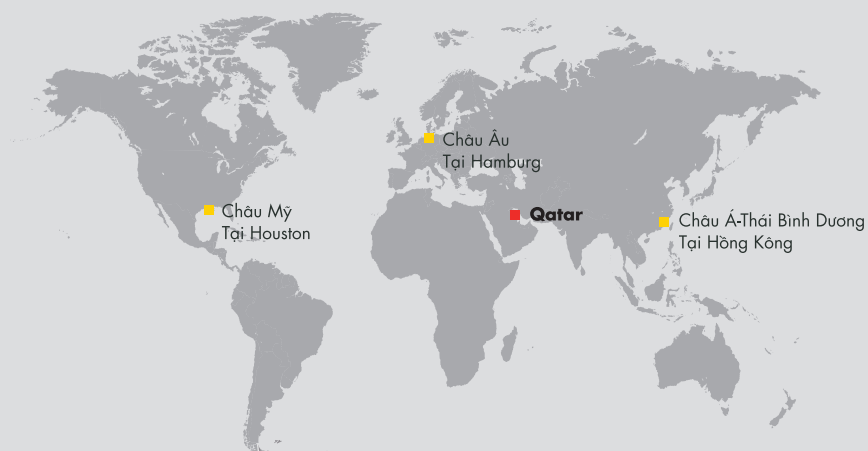 Châu Âu
Tại Hamburg
Châu Mỹ
Tại Houston
Qatar
Châu Á-Thái Bình Dương
Tại Hồng Kông